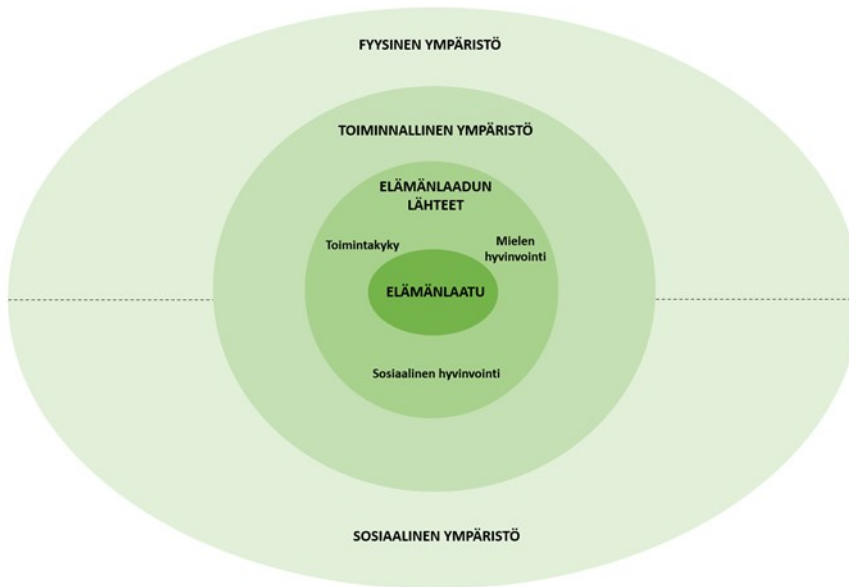 FYYSINEN YMPÄRISTÖ
TOIMINNALLINEN YMPÄRISTÖ
ELÄMÄNLAADUN
LÄHTEET
Toimintakyky
Mielen
hyvinvointi
ELÄMÄNLAATU
Sosiaalinen hyvinvointi
SOSIAALINEN YMPÄRISTÖ